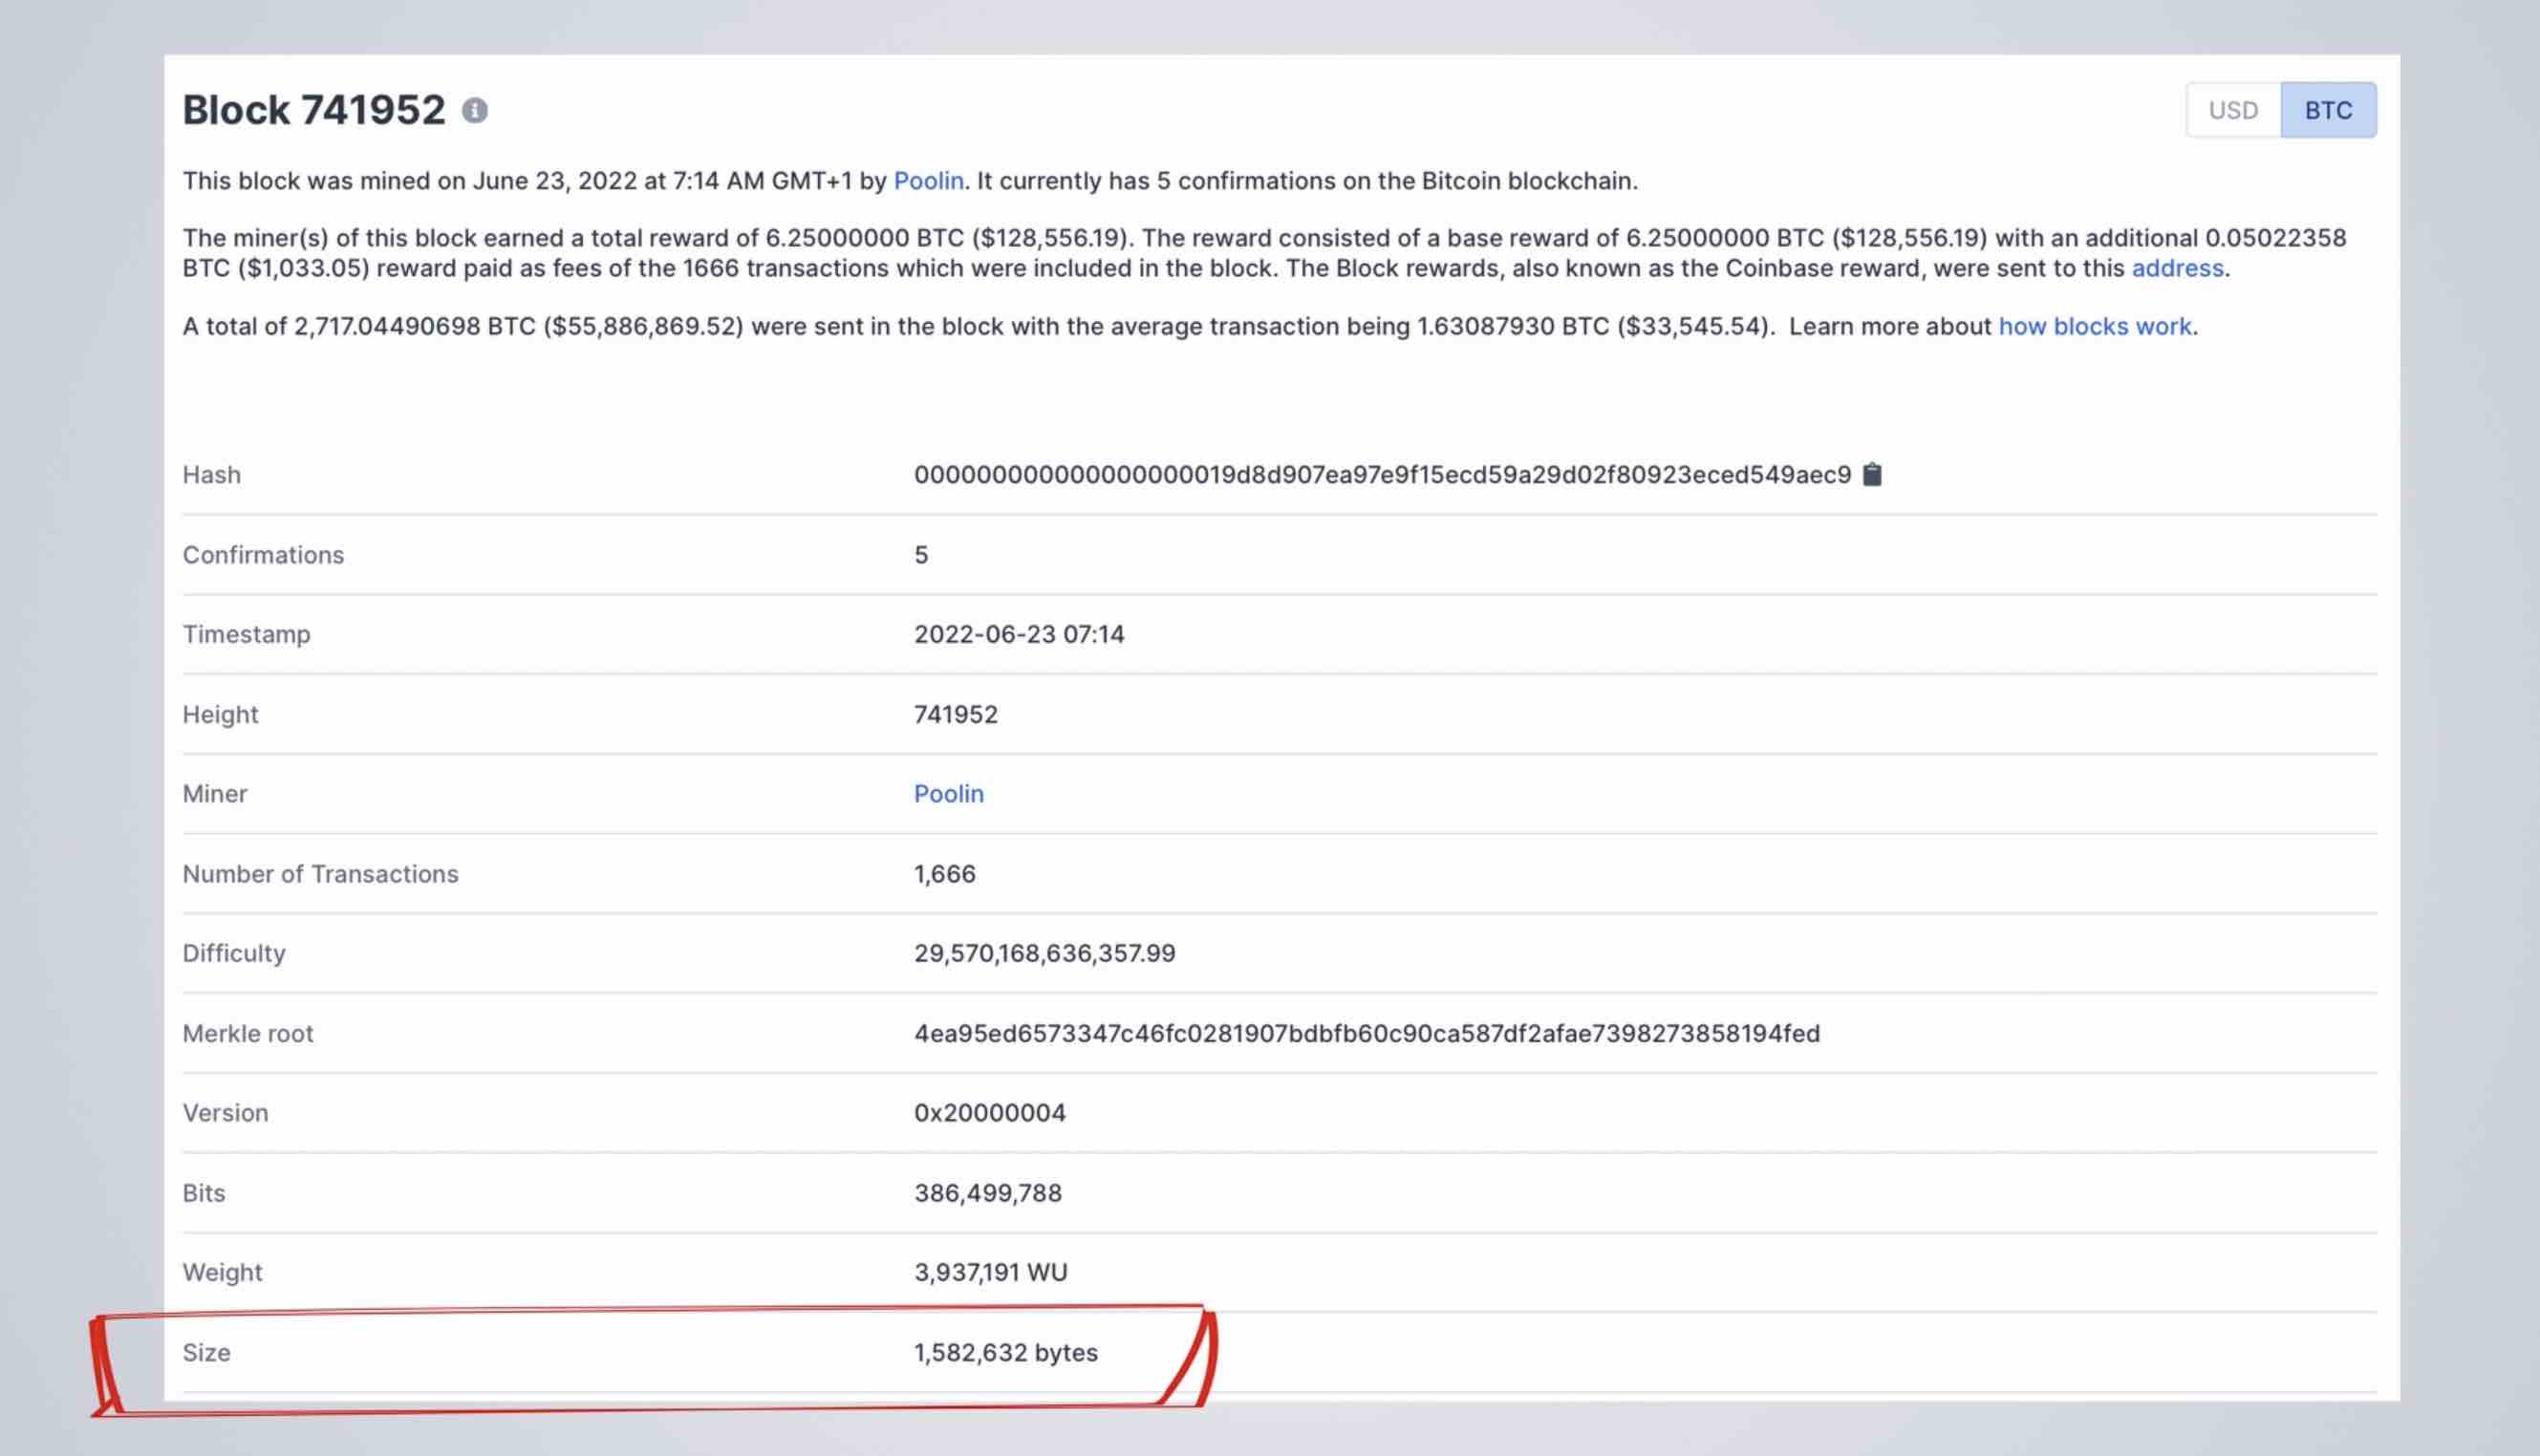 Block 741952
USD BTC
This block was mined on June 23, 2022 at 7:14 AM GMT+1 by Poolin. It currently has 5 confirmations on the Bitcoin blockchain.
The miner(s) of this block earned a total reward of 6.25000000 BTC ($128,556.19). The reward consisted of a base reward of 6.25000000 BTC ($128,556.19) with an additional 0.05022358
BTC ($1,033.05) reward paid as fees of the 1666 transactions which were included in the block. The Block rewards, also known as the Coinbase reward, were sent to this address.
A total of 2,717.04490698 BTC ($55,886,869.52) were sent in the block with the average transaction being 1.63087930 BTC ($33,545.54). Learn more about how blocks work.
Hash 0000000000000000000019d8d907ea97e9f15ecd59a29d02f80923eced549aec9
Confirmations 5
Timestamp 2022-06-23 07:14
Height 741952
Miner Poolin
Number of Transactions 1,666
Difficulty 29,570,168,636,357.99
Merkle root 4ea95ed6573347c46fc0281907bdbfb60c90ca587df2afae7398273858194fed
Version 0x20000004
Bits 386,499,788
Weight 3,937,191 WU
Size 1,582,632 bytes